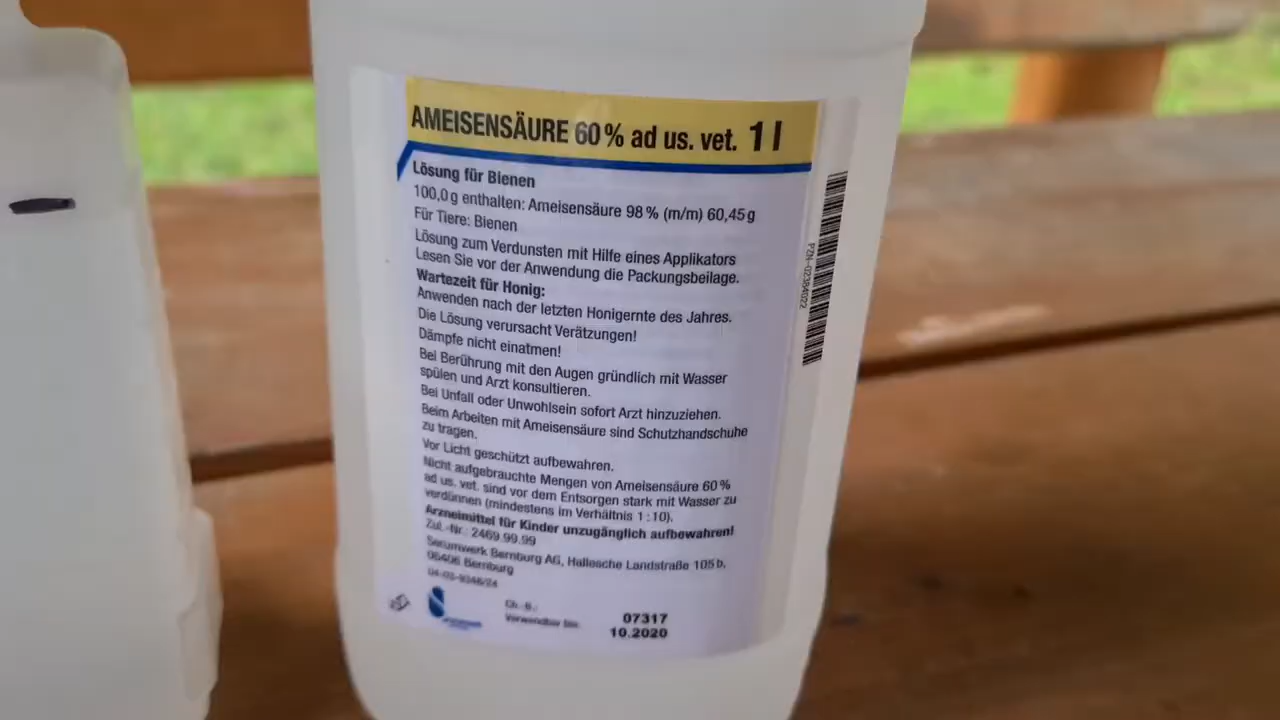 AMEISENSÄURE 60% ad us. vet. 1 l
Lösung für Bienen
100,0 g enthalten: Ameisensäure 98 % (m/m) 60,45 g
Für Tiere: Bienen
Lösung zum Verdunsten mit Hilfe eines Applikators
Lesen Sie vor der Anwendung die Packungsbeilage.
Wartezeit für Honig:
Anwenden nach der letzten Honigernte des Jahres.
Die Lösung verursacht Verätzungen!
Dämpfe nicht einatmen!
Bei Berührung mit den Augen gründlich mit Wasser
spülen und Arzt konsultieren.
Bei Unfall oder Unwohlsein sofort Arzt hinzuziehen.
Beim Arbeiten mit Ameisensäure sind Schutzhandschuhe
zu tragen.
Vor Licht geschützt aufbewahren.
Nicht aufgebrauchte Mengen von Ameisensäure 60 %
ad us. vet. sind vor dem Entsorgen stark mit Wasser zu
verdünnen (mindestens im Verhältnis 1:10).
Arzneimittel für Kinder unzugänglich aufbewahren!
Zul.-Nr.: 2469.99.99
Serumwerk Bernburg AG, Hallesche Landstraße 105 b,
06406 Bernburg
Ch.-B.: 07317
Verwendbar bis: 10.2020
PZN-02384022